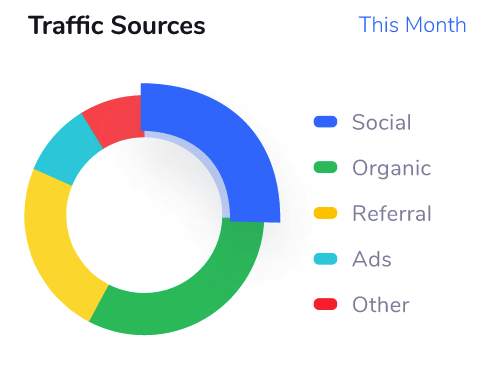 Traffic Sources
This Month
Social
Organic
Referral
Ads
Other